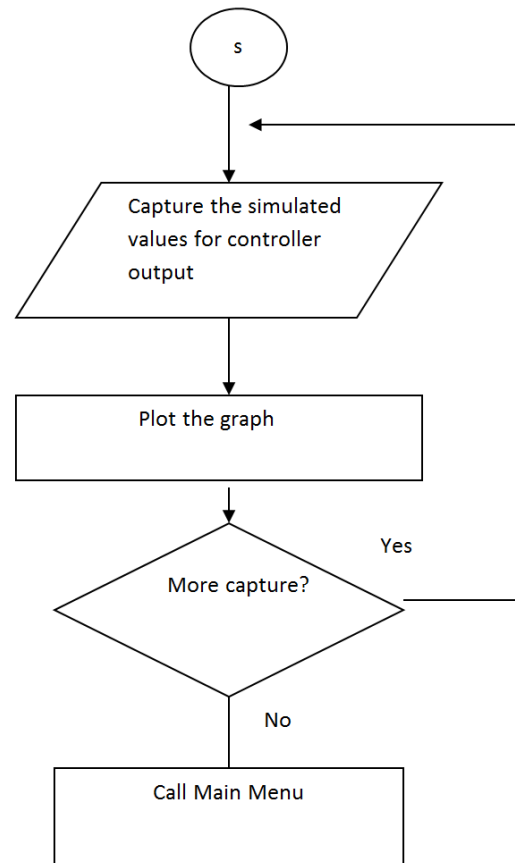 s
Capture the simulated
values for controller
output
Plot the graph
Yes
More capture?
No
Call Main Menu